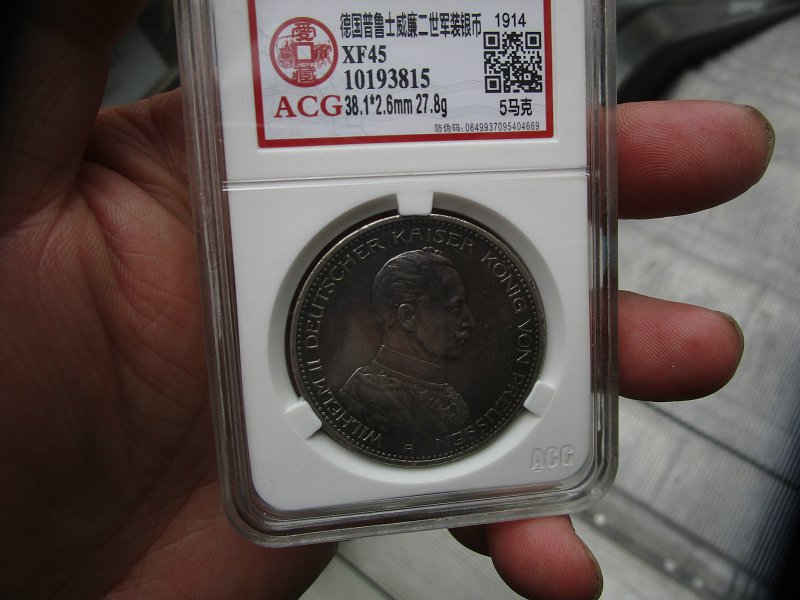 德国普鲁士威廉二世军装银币 1914
XF45
10193815
ACG 38.1*2.6mm 27.8g
5马克
防伪码: 0649937095404669
WILHELM II DEUTSCHER KAISER KÖNIG VON PREUSSEN
A
ACG